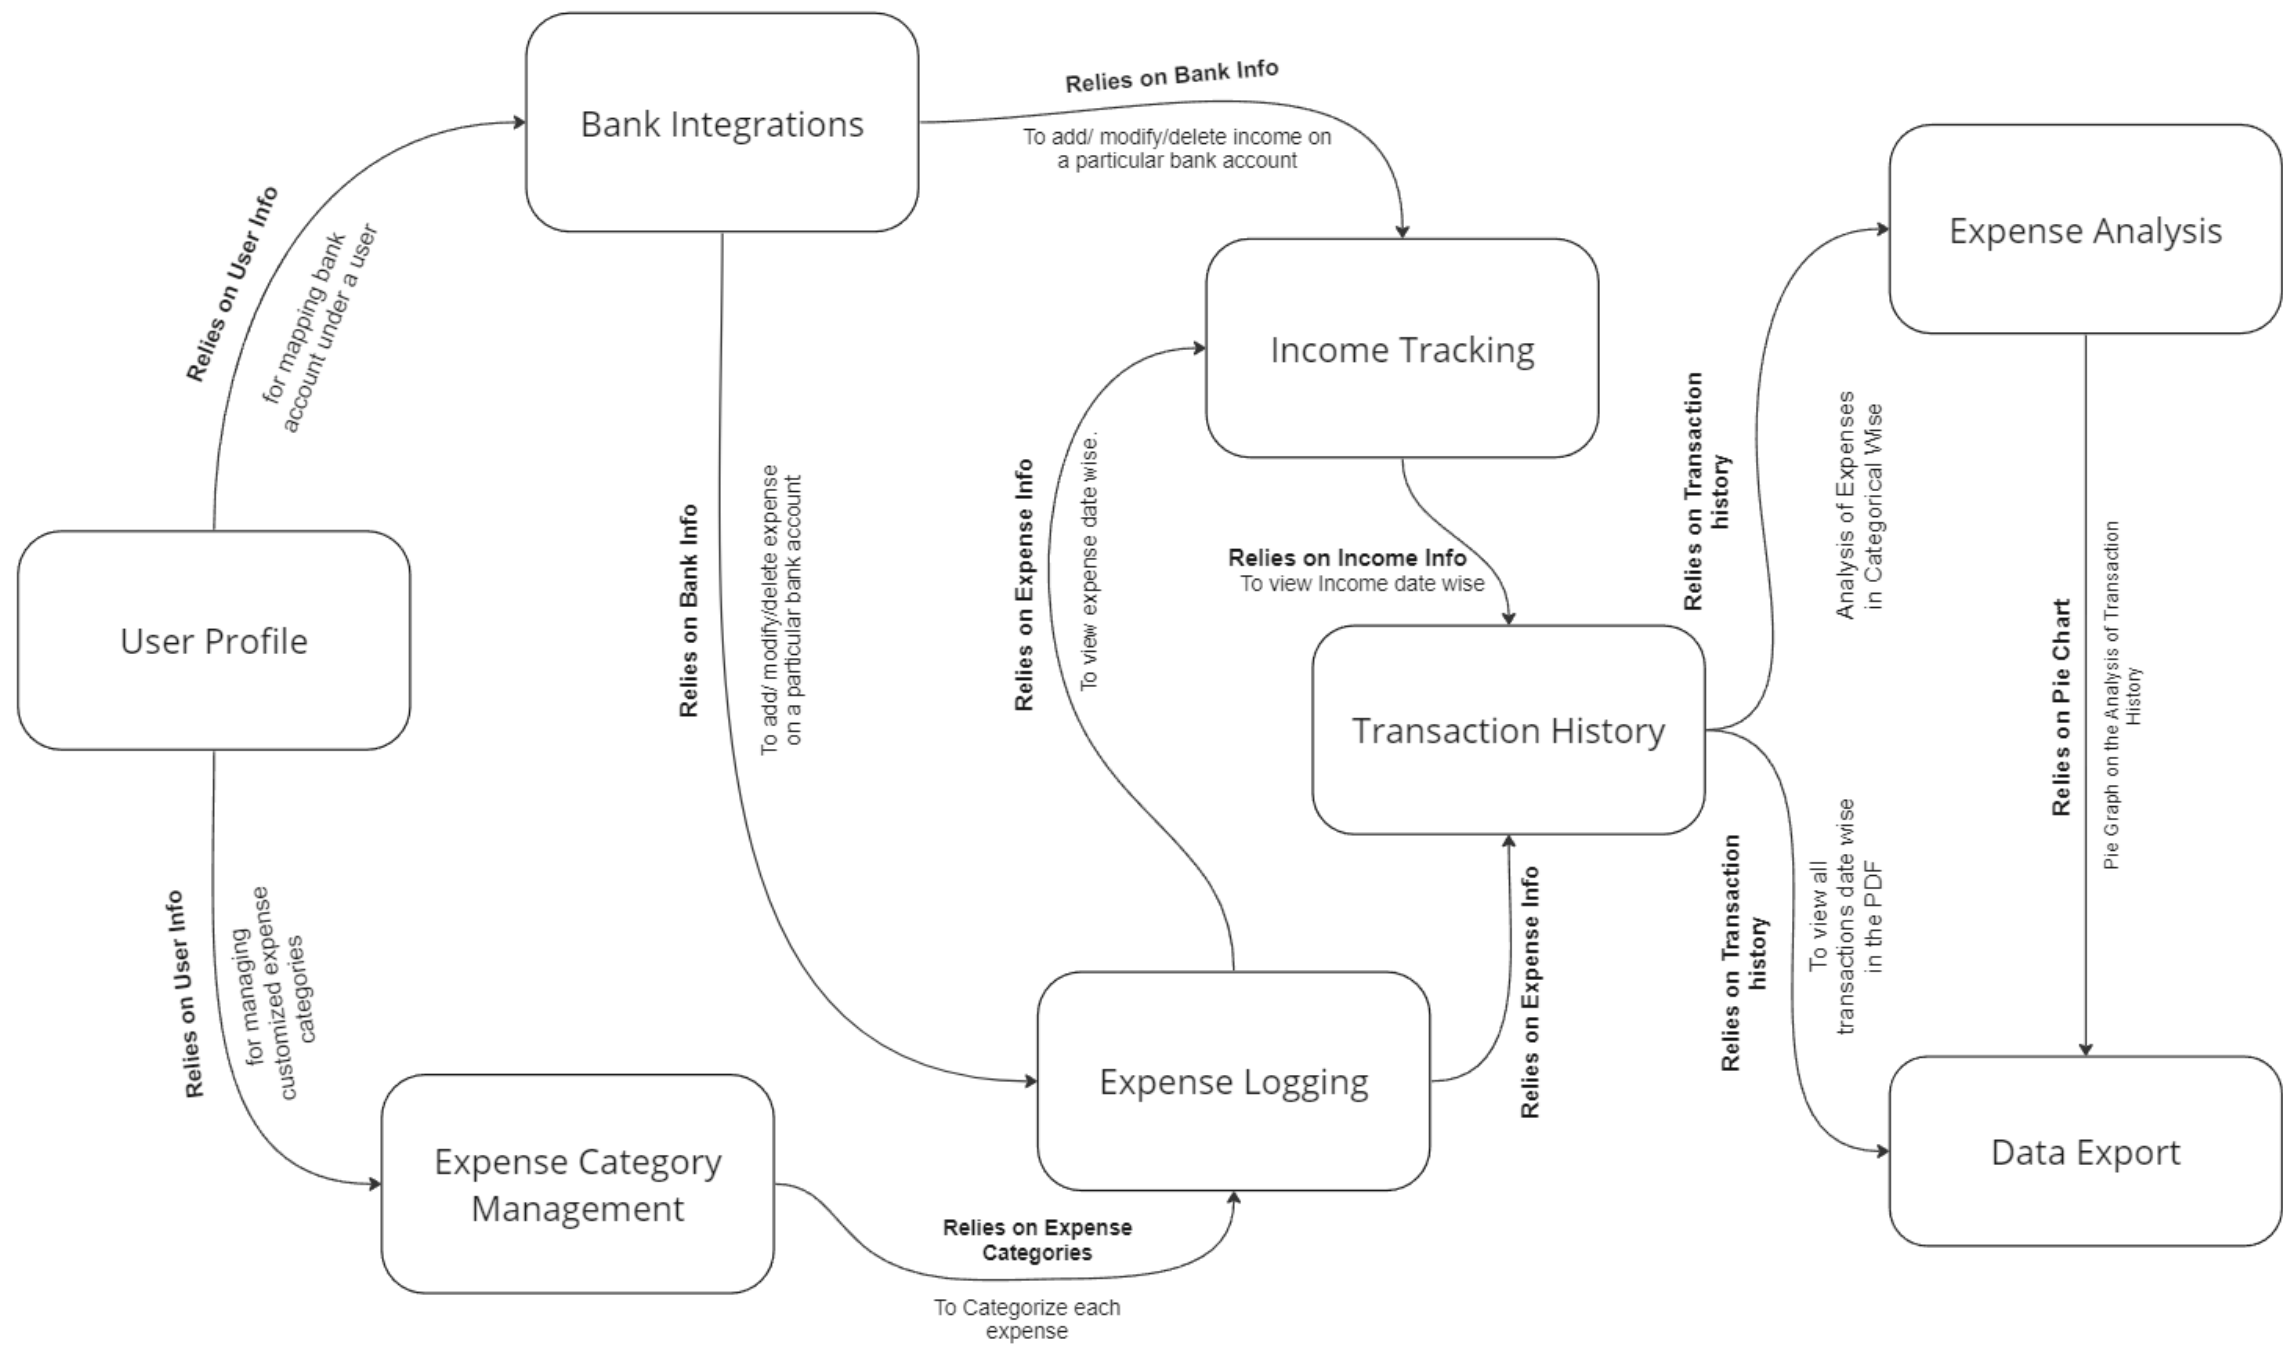 Bank Integrations
Relies on Bank Info
To add/ modify/delete income on
a particular bank account
Relies on User Info
for mapping bank
account under a user
Expense Analysis
Income Tracking
User Profile
Relies on Bank Info
To add/ modify/delete expense
on a particular bank account
Relies on Expense Info
To view expense date wise.
Relies on Income Info
To view Income date wise
Relies on Transaction
history
Analysis of Expenses
in Categorical Wise
Relies on Pie Chart
Pie Graph on the Analysis of Transaction
History
Transaction History
Relies on User Info
for managing
customized expense
categories
Relies on Expense Info
Relies on Transaction
history
To view all
transactions date wise
in the PDF
Expense Logging
Expense Category
Management
Data Export
Relies on Expense
Categories
To Categorize each
expense